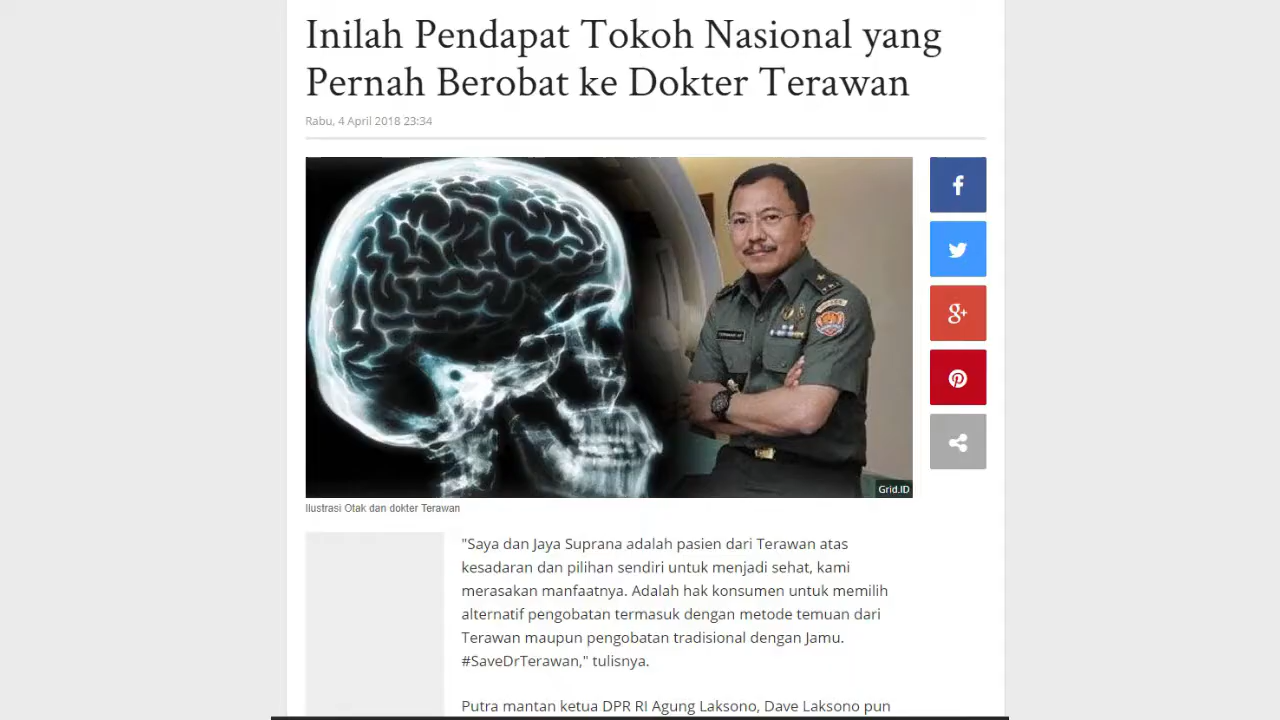 Inilah Pendapat Tokoh Nasional yang
Pernah Berobat ke Dokter Terawan
Rabu, 4 April 2018 23:34
Grid.ID
Ilustrasi Otak dan dokter Terawan
"Saya dan Jaya Suprana adalah pasien dari Terawan atas
kesadaran dan pilihan sendiri untuk menjadi sehat, kami
merasakan manfaatnya. Adalah hak konsumen untuk memilih
alternatif pengobatan termasuk dengan metode temuan dari
Terawan maupun pengobatan tradisional dengan Jamu.
#SaveDrTerawan," tulisnya.
Putra mantan ketua DPR RI Agung Laksono, Dave Laksono pun